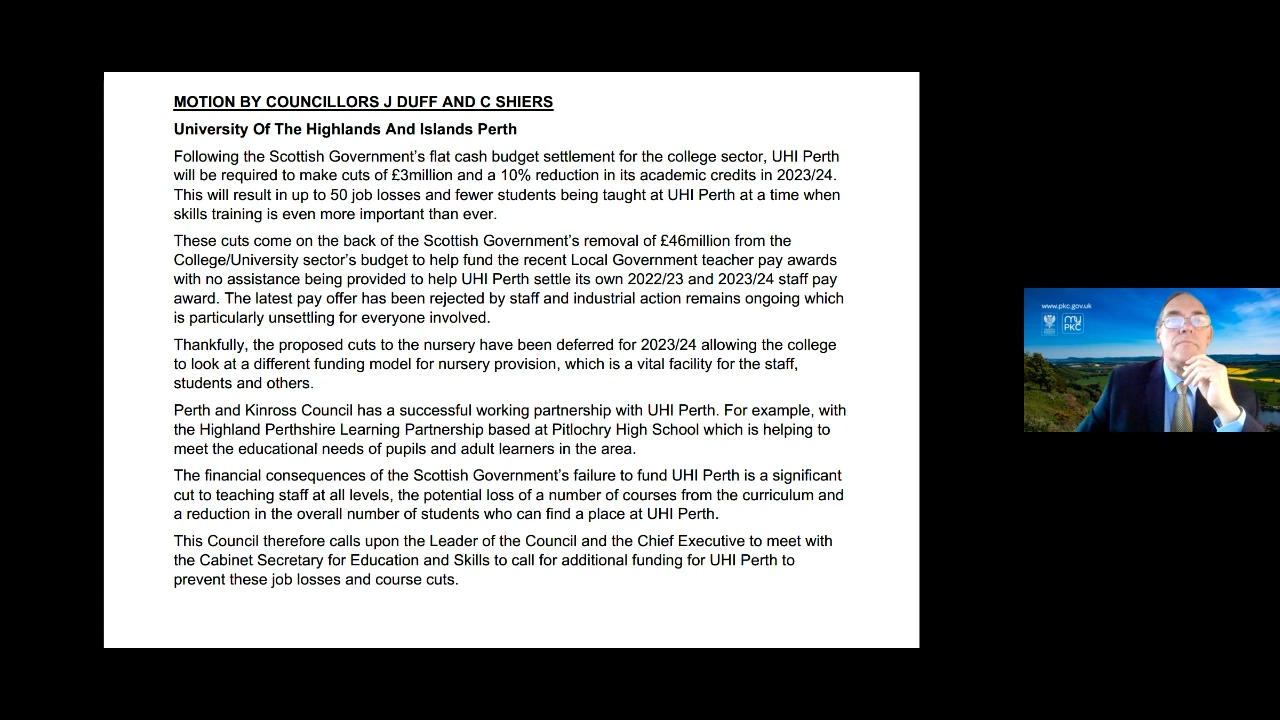 MOTION BY COUNCILLORS J DUFF AND C SHIERS
University Of The Highlands And Islands Perth
Following the Scottish Government’s flat cash budget settlement for the college sector, UHI Perth
will be required to make cuts of £3million and a 10% reduction in its academic credits in 2023/24.
This will result in up to 50 job losses and fewer students being taught at UHI Perth at a time when
skills training is even more important than ever.
These cuts come on the back of the Scottish Government’s removal of £46million from the
College/University sector’s budget to help fund the recent Local Government teacher pay awards
with no assistance being provided to help UHI Perth settle its own 2022/23 and 2023/24 staff pay
award. The latest pay offer has been rejected by staff and industrial action remains ongoing which
is particularly unsettling for everyone involved.
Thankfully, the proposed cuts to the nursery have been deferred for 2023/24 allowing the college
to look at a different funding model for nursery provision, which is a vital facility for the staff,
students and others.
Perth and Kinross Council has a successful working partnership with UHI Perth. For example, with
the Highland Perthshire Learning Partnership based at Pitlochry High School which is helping to
meet the educational needs of pupils and adult learners in the area.
The financial consequences of the Scottish Government’s failure to fund UHI Perth is a significant
cut to teaching staff at all levels, the potential loss of a number of courses from the curriculum and
a reduction in the overall number of students who can find a place at UHI Perth.
This Council therefore calls upon the Leader of the Council and the Chief Executive to meet with
the Cabinet Secretary for Education and Skills to call for additional funding for UHI Perth to
prevent these job losses and course cuts.
www.pkc.gov.uk
my
PKC